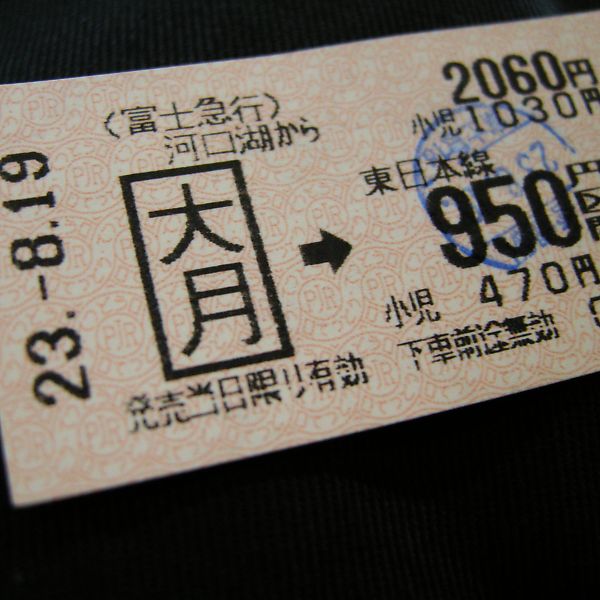 23.-8.19
(富士急行)
河口湖から
大月
➡
2060円
小児1030円
東日本線
950円区間
小児 470円
発売当日限り有効
下車前途無効